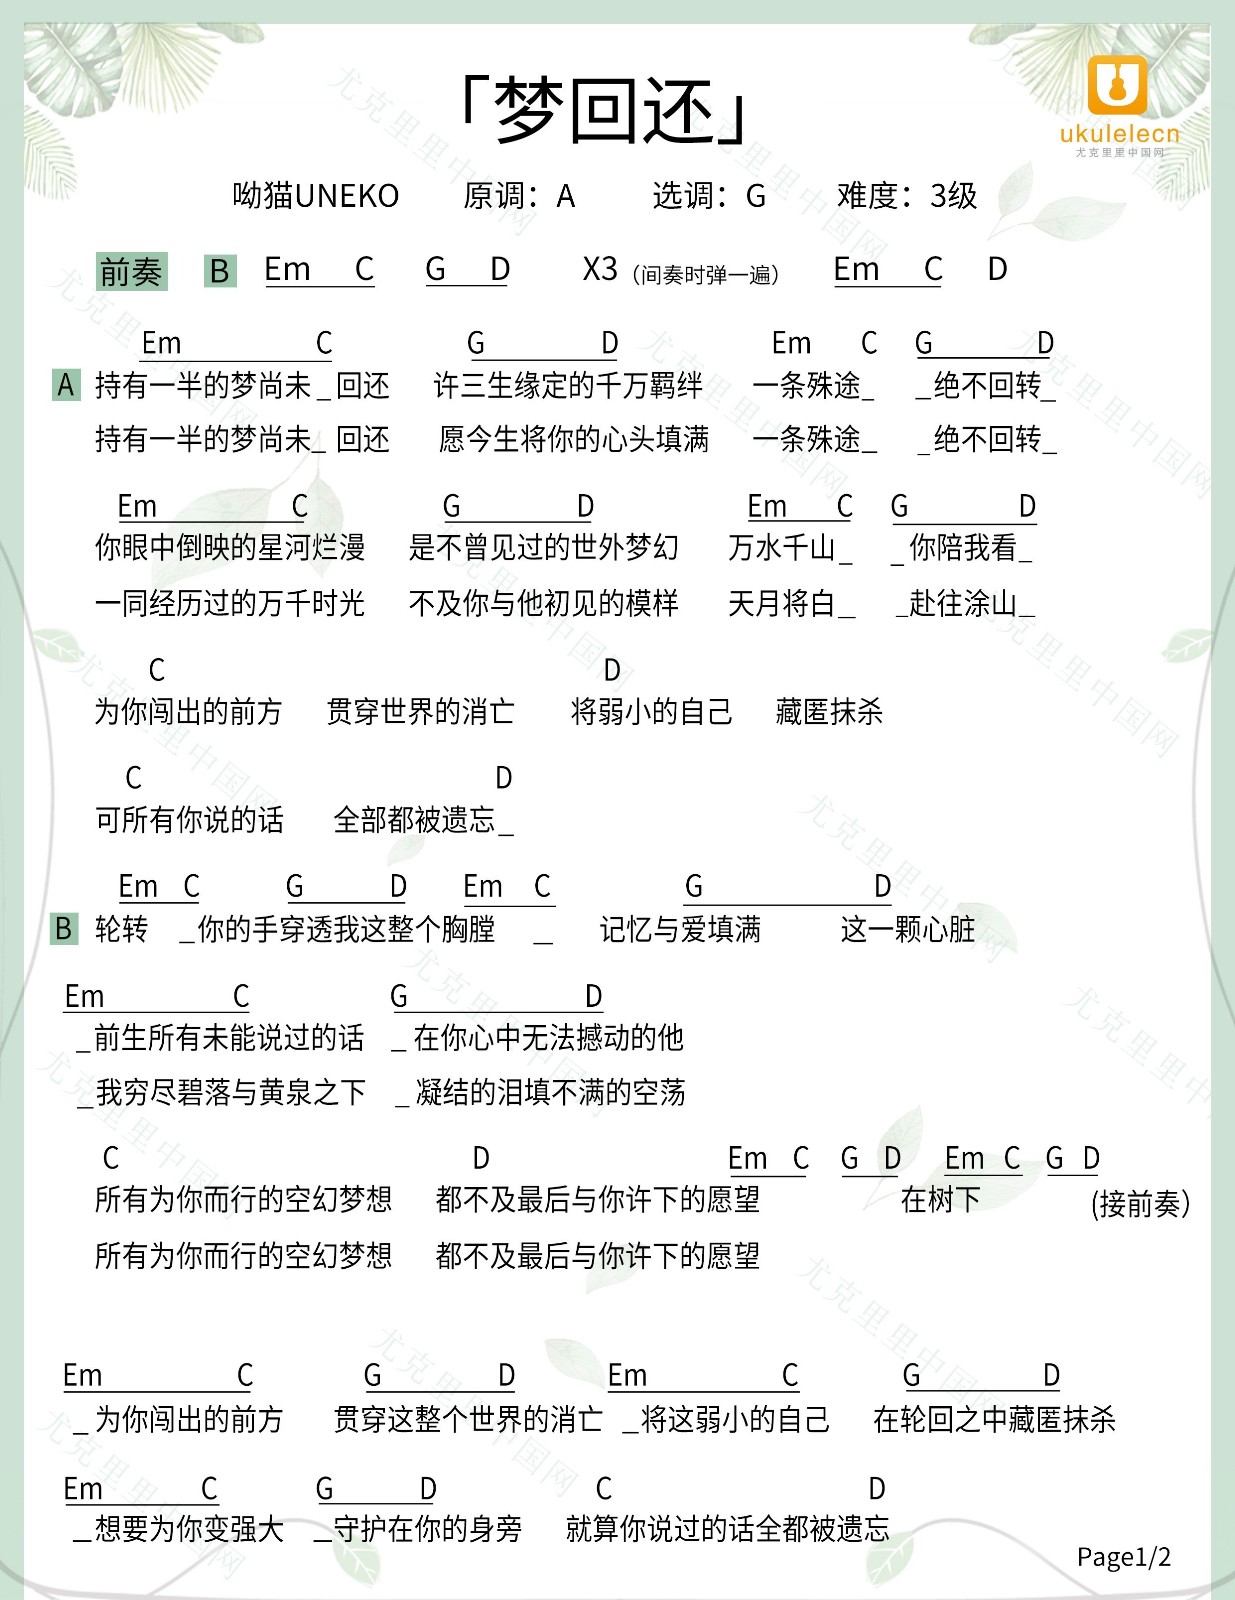 「梦回还」
ukulelecn
尤克里里中国网
呦猫UNEKO 原调：A 选调：G 难度：3级
前奏 B Em C G D X3（间奏时弹一遍） Em C D
Em C G D Em C G D
A 持有一半的梦尚未_回还 许三生缘定的千万羁绊 一条殊途_ _绝不回转_
持有一半的梦尚未_ 回还 愿今生将你的心头填满 一条殊途_ _绝不回转_
Em C G D Em C G D
你眼中倒映的星河烂漫 是不曾见过的世外梦幻 万水千山_ _你陪我看_
一同经历过的万千时光 不及你与他初见的模样 天月将白_ _赴往涂山_
C D
为你闯出的前方 贯穿世界的消亡 将弱小的自己 藏匿抹杀
C D
可所有你说的话 全部都被遗忘_
Em C G D Em C G D
B 轮转 _你的手穿透我这整个胸膛 _ 记忆与爱填满 这一颗心脏
Em C G D
_前生所有未能说过的话 _在你心中无法撼动的他
_我穷尽碧落与黄泉之下 _凝结的泪填不满的空荡
C D Em C G D Em C G D
所有为你而行的空幻梦想 都不及最后与你许下的愿望 在树下 (接前奏）
所有为你而行的空幻梦想 都不及最后与你许下的愿望
Em C G D Em C G D
_为你闯出的前方 贯穿这整个世界的消亡 _将这弱小的自己 在轮回之中藏匿抹杀
Em C G D C D
_想要为你变强大 _守护在你的身旁 就算你说过的话全都被遗忘
Page1/2